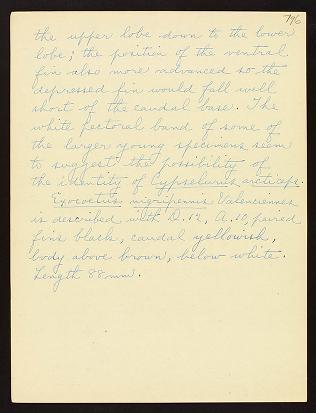 796
the upper lobe down to the lower
lobe; the position of the ventral
fin also more advanced so the
depressed fin would fall well
short of the caudal base. The
white pectoral band of some of
the larger young specimens seem
to suggest the possibility of
the identity of Cypselurus arcticeps.
Exocoetus nigripennis Valenciennes
is described with D. 12, A. 10, paired
fins black, caudal yellowish,
body above brown, below white.
Length 88 mm.